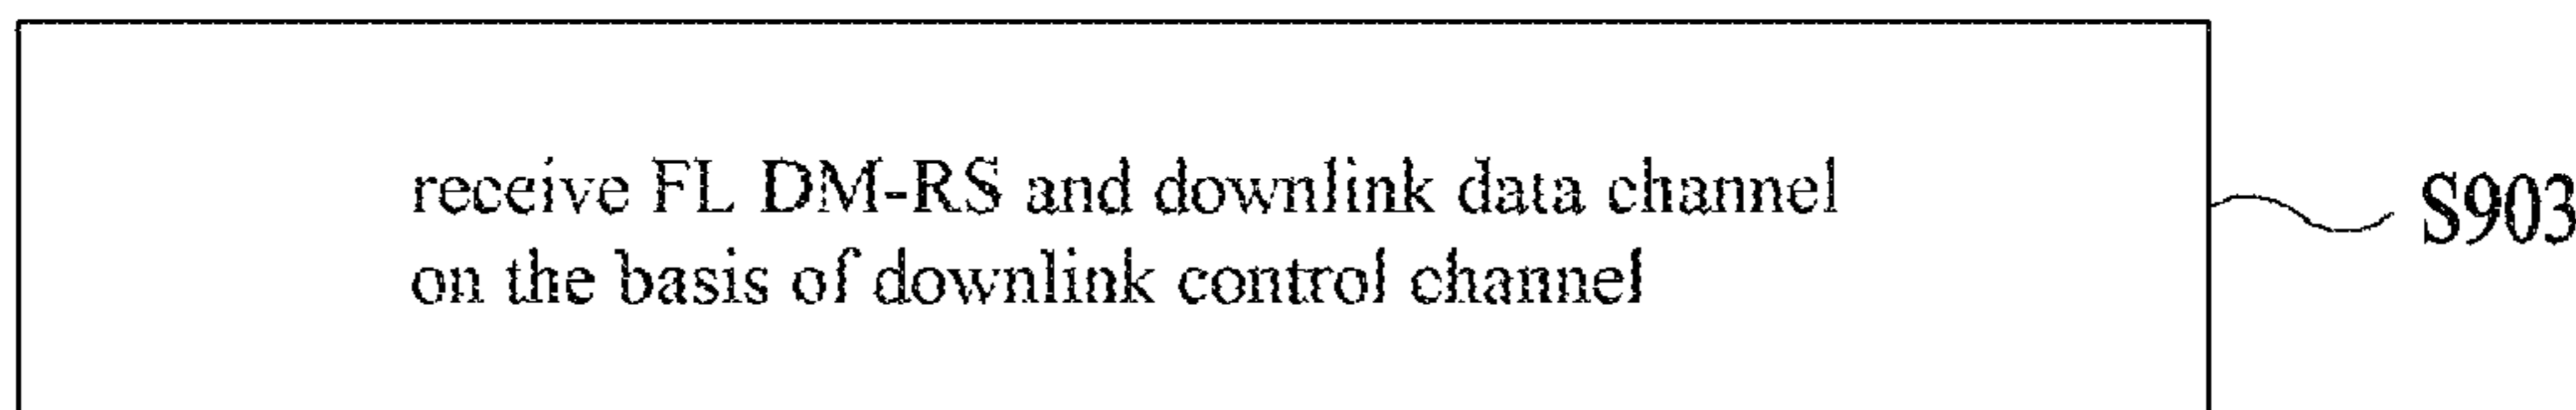 receive FL DM-RS and downlink data channel
on the basis of downlink control channel
S903